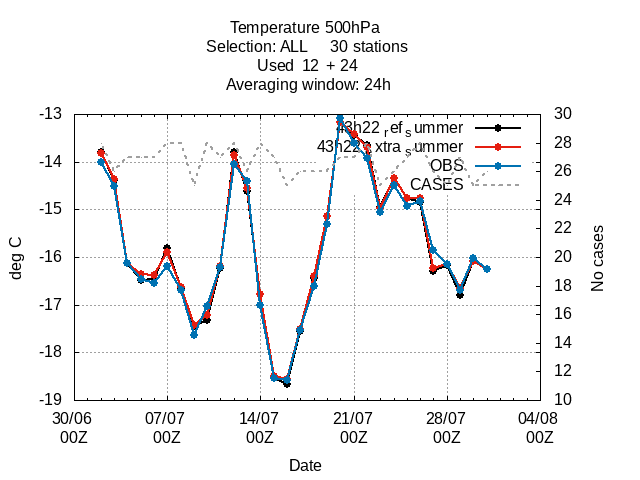 Temperature 500hPa
Selection: ALL 30 stations
Used 12 + 24
Averaging window: 24h
-13
-14
-15
-16
-17
-18
-19
deg C
30
28
26
24
22
20
18
16
14
12
10
No cases
43h22 refsummer
OBS
CASES
30/06
00Z
07/07
00Z
14/07
00Z
21/07
00Z
28/07
00Z
04/08
00Z
Date